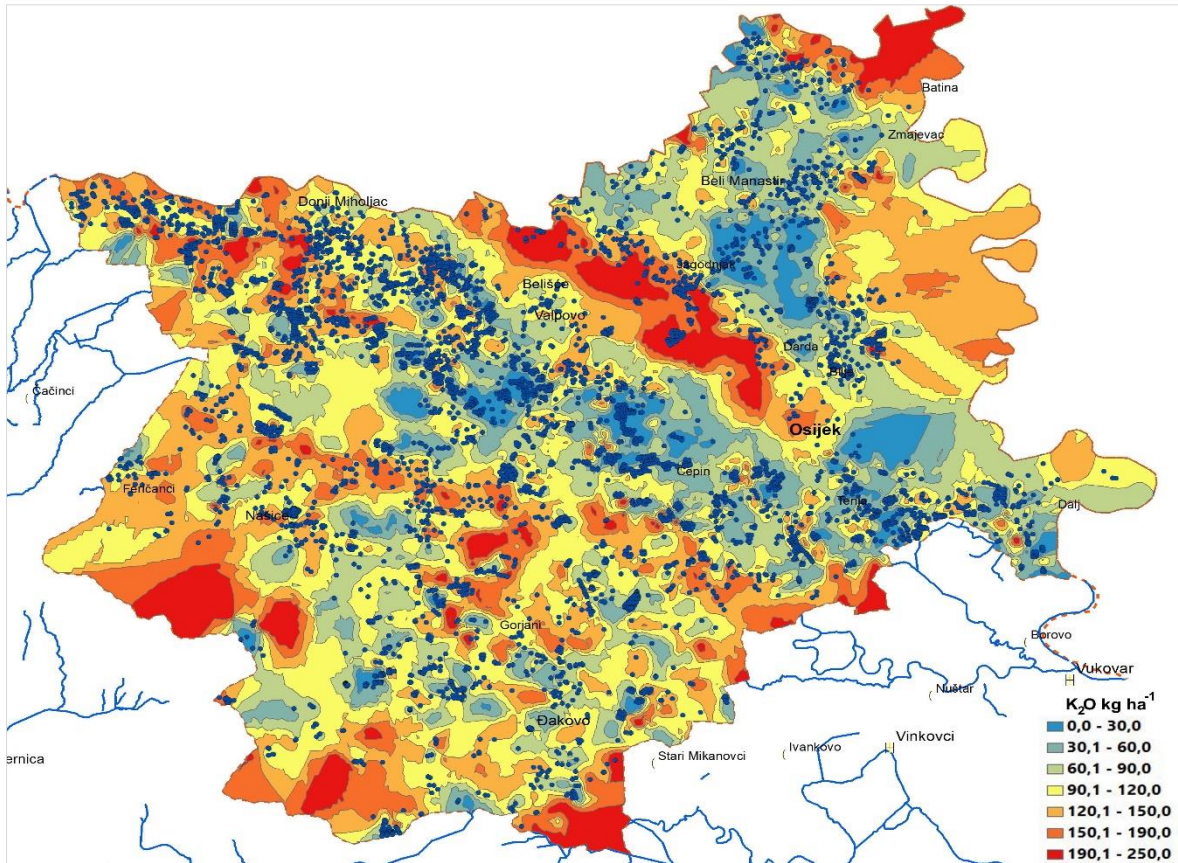 Batina
Zmajevac
Beli Manastir
Donji Miholjac
Jagodnjak
Belišće
Valpovo
Darda
Bilje
Čačinci
Osijek
Čepin
Feričanci
Tenja
Dalj
Našice
Gorjani
Borovo
Vukovar
Nuštar
Đakovo
Vinkovci
Ivankovo
Stari Mikanovci
ernica
K₂O kg ha⁻¹
0,0 - 30,0
30,1 - 60,0
60,1 - 90,0
90,1 - 120,0
120,1 - 150,0
150,1 - 190,0
190,1 - 250,0